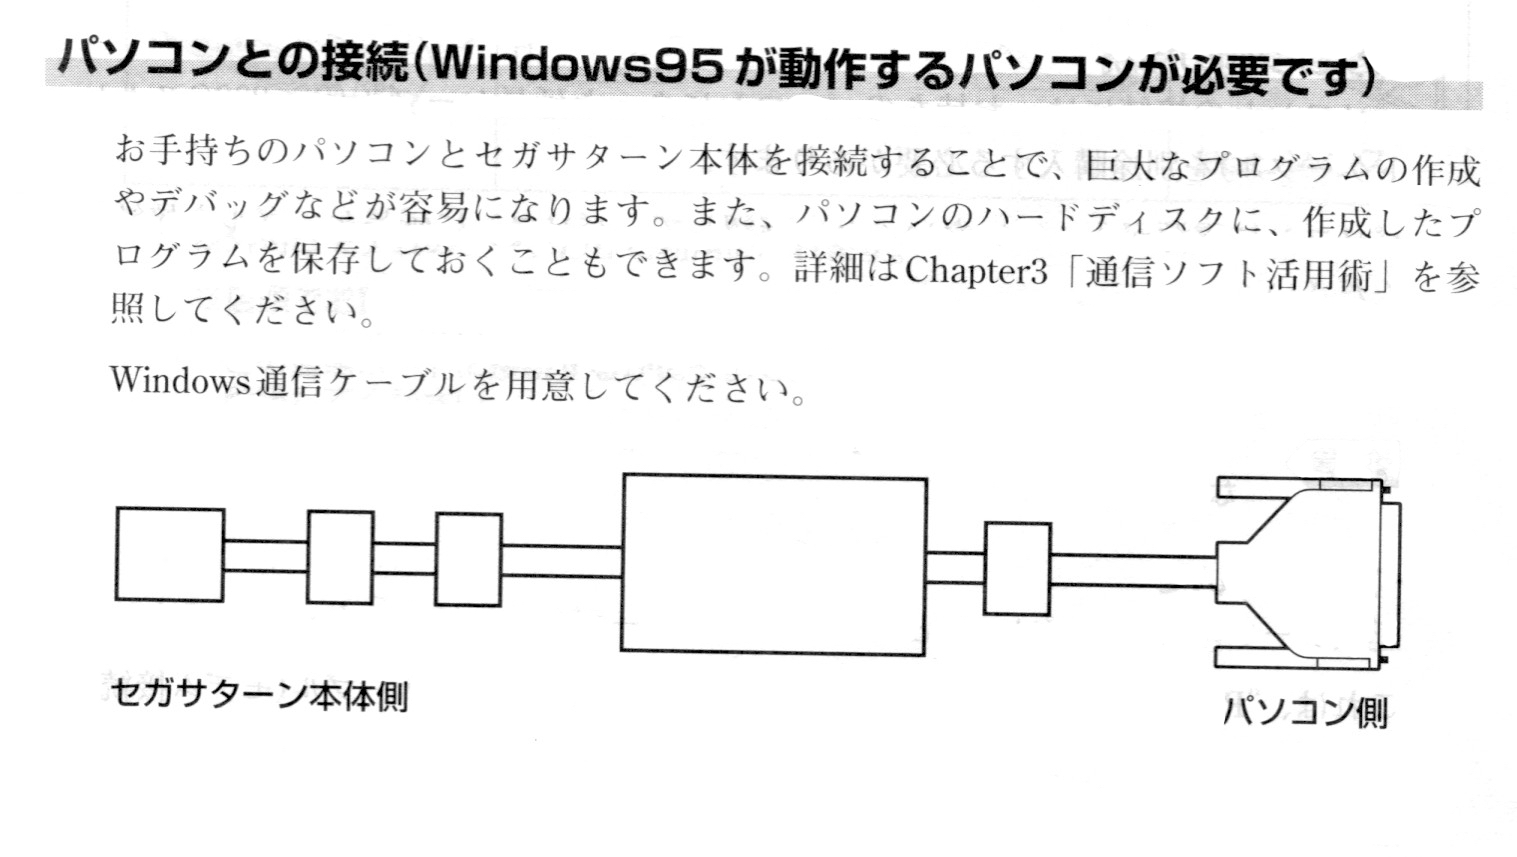 パソコンとの接続(Windows95が動作するパソコンが必要です)
お手持ちのパソコンとセガサターン本体を接続することで、巨大なプログラムの作成
やデバッグなどが容易になります。また、パソコンのハードディスクに、作成したプ
ログラムを保存しておくこともできます。詳細はChapter3「通信ソフト活用術」を参
照してください。
Windows通信ケーブルを用意してください。
セガサターン本体側
パソコン側